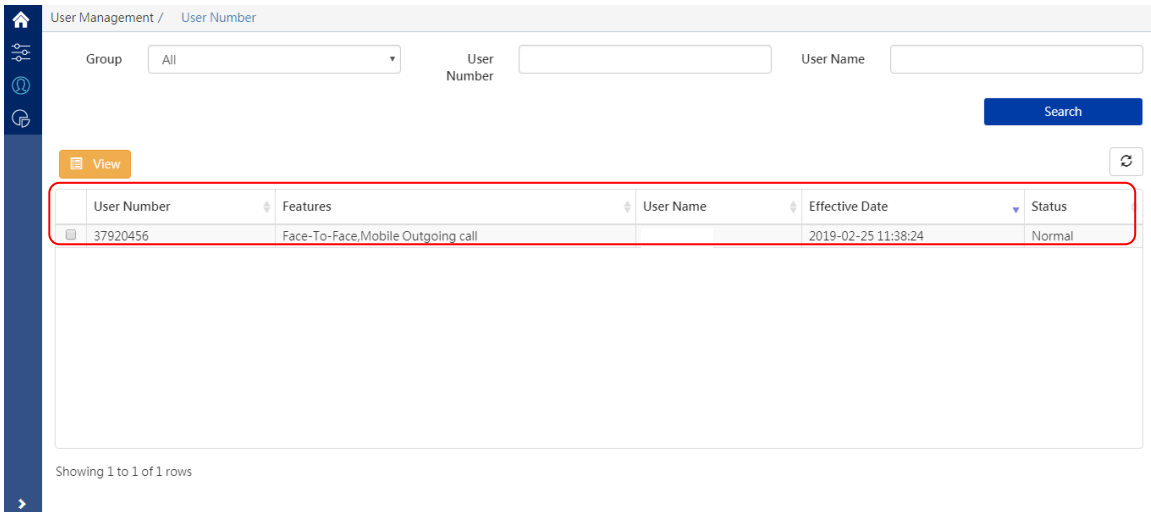 User Management / User Number
Group All User Number User Name
Search
View
User Number Features User Name Effective Date Status
37920456 Face-To-Face,Mobile Outgoing call 2019-02-25 11:38:24 Normal
Showing 1 to 1 of 1 rows